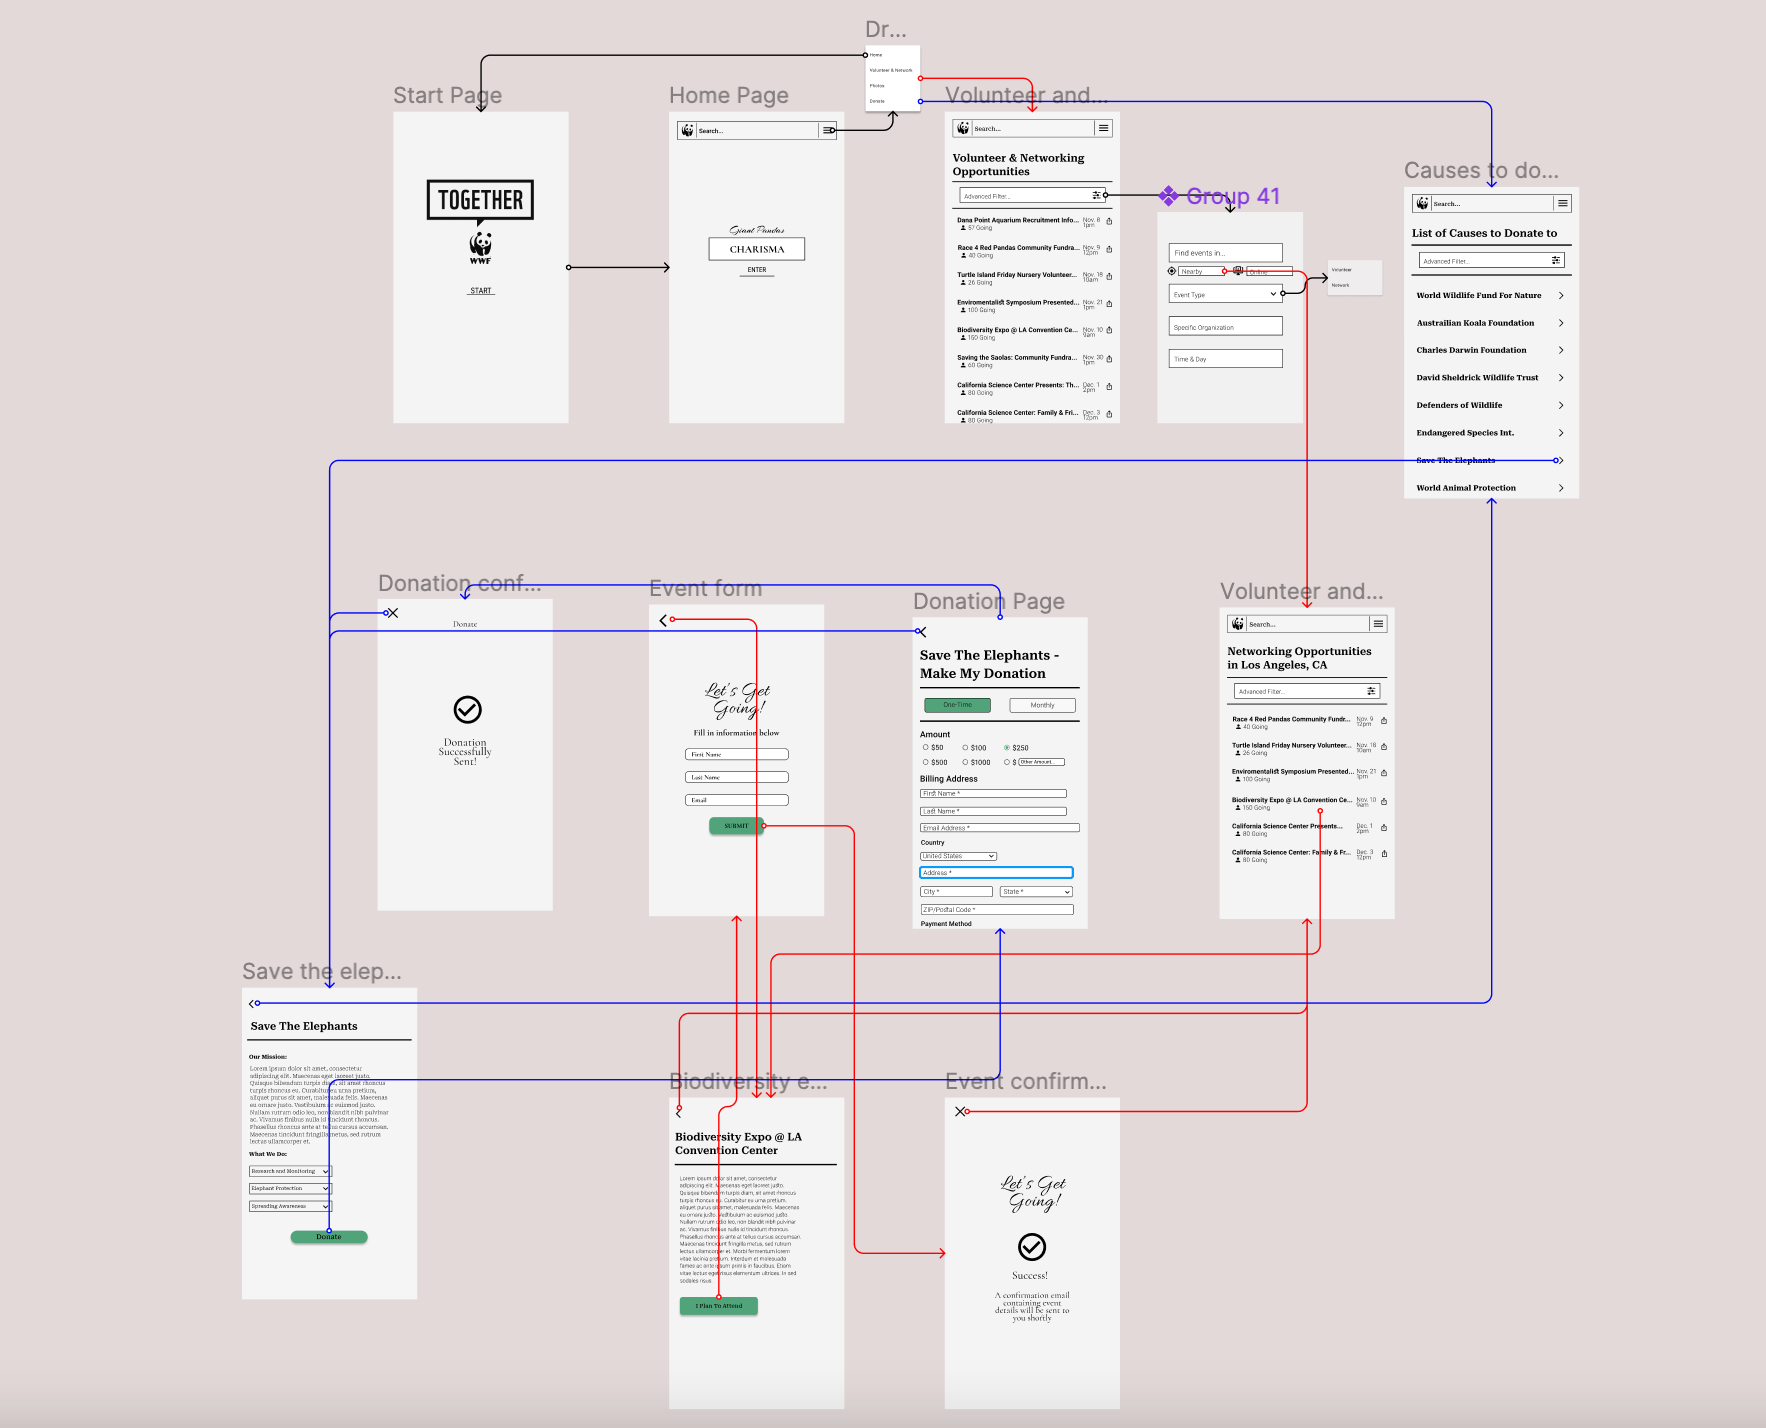 Dr...
Home
Volunteer & Network
Photos
Donate
Start Page
TOGETHER
WWF
START
Home Page
Search...
Giant Pandas
CHARISMA
ENTER
Volunteer and...
Search...
Volunteer & Networking
Opportunities
Advanced Filter...
Dana Point Aquarium Recruitment Info... Nov. 8
57 Going 1pm
Race 4 Red Pandas Community Fundra... Nov. 9
40 Going 12pm
Turtle Island Friday Nursery Volunteer... Nov. 18
26 Going 10am
Enviromentalist Symposium Presented... Nov. 21
100 Going 1pm
Biodiversity Expo @ LA Convention Ce... Nov. 10
150 Going 9am
Saving the Saolas: Community Fundra... Nov. 30
60 Going 1pm
California Science Center Presents: Th... Dec. 1
80 Going 2pm
California Science Center: Family & Fri... Dec. 3
80 Going 12pm
Group 41
Find events in...
Nearby
Online
Event Type
Specific Organization
Time & Day
Volunteer
Network
Causes to do...
Search...
List of Causes to Donate to
Advanced Filter...
World Wildlife Fund For Nature
Austrailian Koala Foundation
Charles Darwin Foundation
David Sheldrick Wildlife Trust
Defenders of Wildlife
Endangered Species Int.
Save The Elephants
World Animal Protection
Donation conf...
Donate
Donation
Successfully
Sent!
Event form
Let's Get
Going!
Fill in information below
First Name
Last Name
Email
SUBMIT
Donation Page
Save The Elephants -
Make My Donation
One-Time
Monthly
Amount
$50 $100 $250
$500 $1000 $ Other Amount...
Billing Address
First Name *
Last Name *
Email Address *
Country
United States
Address *
City * State *
ZIP/Postal Code *
Payment Method
Volunteer and...
Search...
Networking Opportunities
in Los Angeles, CA
Advanced Filter...
Race 4 Red Pandas Community Fundr... Nov. 9
40 Going 12pm
Turtle Island Friday Nursery Volunteer... Nov. 18
26 Going 10am
Enviromentalist Symposium Presented... Nov. 21
100 Going 1pm
Biodiversity Expo @ LA Convention Ce... Nov. 10
150 Going 9am
California Science Center Presents... Dec. 1
80 Going 2pm
California Science Center: Family & Fr... Dec. 3
80 Going 12pm
Save the elep...
Save The Elephants
Our Mission:
Lorem ipsum dolor sit amet, consectetur
adipiscing elit. Maecenas eget laoreet justo.
Quisque bibendum turpis diam, sit amet rhoncus
turpis rhoncus eu. Curabitur eu urna pretium,
aliquet purus sit amet, malesuada felis. Maecenas
eu ornare justo. Vestibulum ac euismod justo.
Nullam rutrum odio leo, non blandit nibh pulvinar
ac. Vivamus finibus nulla id tincidunt rhoncus.
Phasellus rhoncus ante at tellus cursus accumsan.
Maecenas tincidunt fringilla metus, sed rutrum
lectus ullamcorper et.
What We Do:
Research and Monitoring
Elephant Protection
Spreading Awareness
Donate
Biodiversity e...
Biodiversity Expo @ LA
Convention Center
Lorem ipsum dolor sit amet, consectetur
adipiscing elit. Maecenas eget laoreet justo.
Quisque bibendum turpis diam, sit amet rhoncus
turpis rhoncus eu. Curabitur eu urna pretium,
aliquet purus sit amet, malesuada felis. Maecenas
eu ornare justo. Vestibulum ac euismod justo.
Nullam rutrum odio leo, non blandit nibh pulvinar
ac. Vivamus finibus nulla id tincidunt rhoncus.
Phasellus rhoncus ante at tellus cursus accumsan.
Maecenas tincidunt fringilla metus, sed rutrum
lectus ullamcorper et. Morbi fermentum lorem
vitae lacinia pretium. Interdum et malesuada
fames ac ante ipsum primis in faucibus. Etiam
vitae lectus eget risus elementum ultrices. In sed
sodales risus
I Plan To Attend
Event confirm...
Let's Get
Going!
Success!
A confirmation email
containing event
details will be sent to
you shortly